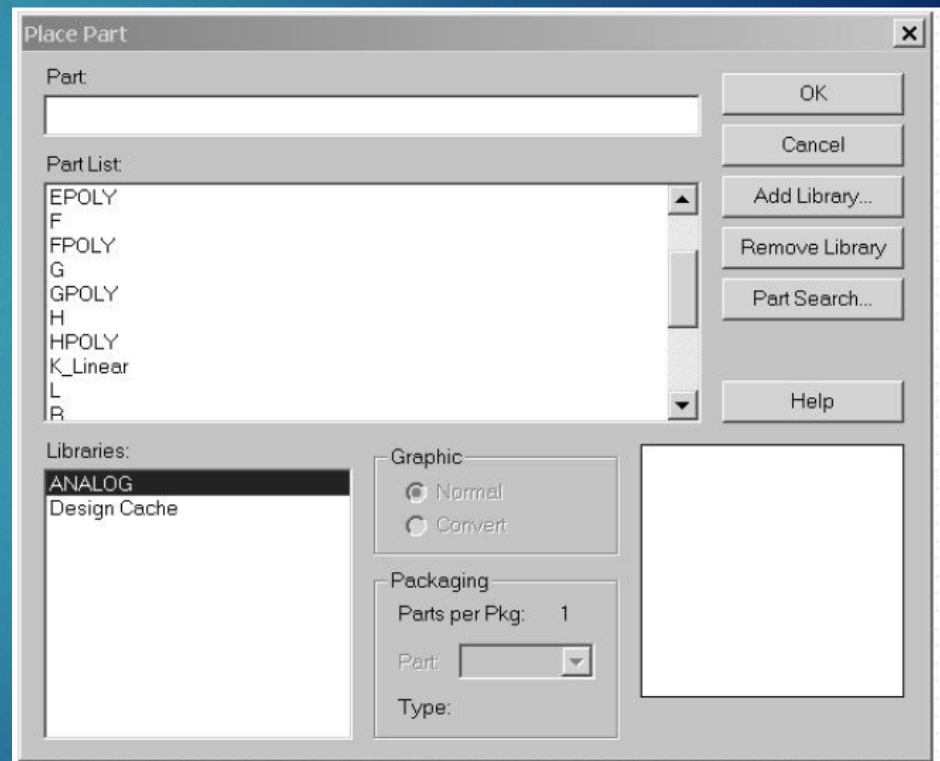 Place Part
Part:
OK
Cancel
Part List:
EPOLY
F
FPOLY
G
GPOLY
H
HPOLY
K_Linear
L
R
Add Library...
Remove Library
Part Search...
Help
Libraries:
ANALOG
Design Cache
Graphic
Normal
Convert
Packaging
Parts per Pkg: 1
Part:
Type: